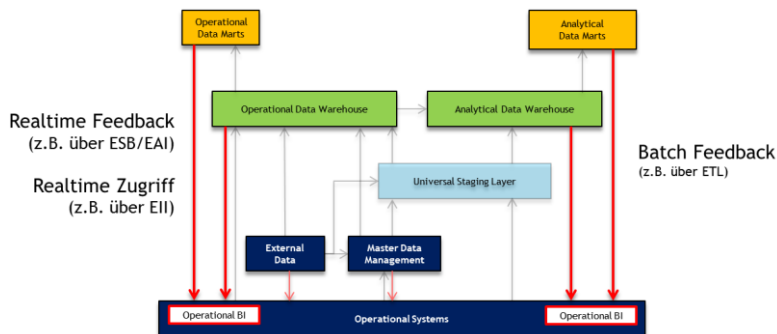 Operational
Data Marts
Analytical
Data Marts
Operational Data Warehouse
Analytical Data Warehouse
Realtime Feedback
(z.B. über ESB/EAI)
Realtime Zugriff
(z.B. über EII)
Batch Feedback
(z.B. über ETL)
Universal Staging Layer
External
Data
Master Data
Management
Operational BI
Operational Systems
Operational BI